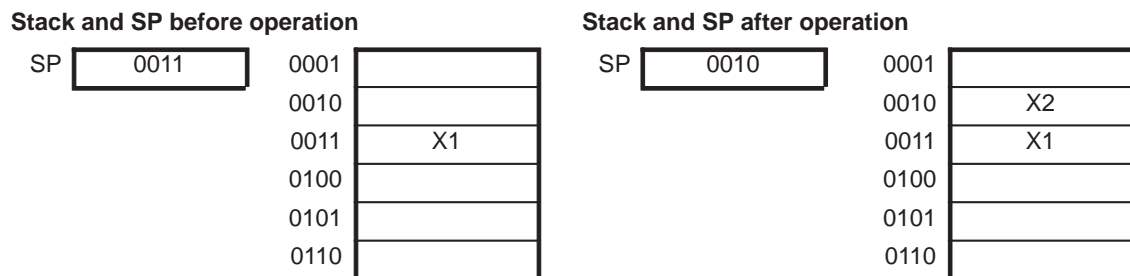 Stack and SP before operation Stack and SP after operation
SP 0011 0001 SP 0010 0001
0010 0010 X2
0011 X1 0011 X1
0100 0100
0101 0101
0110 0110